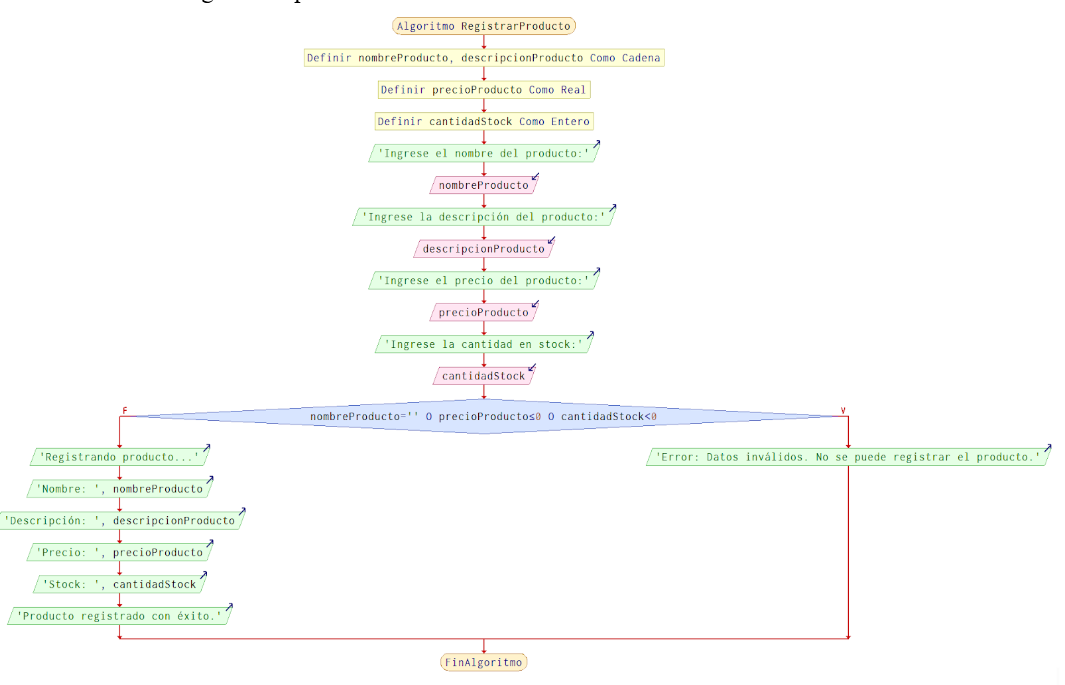 Algoritmo RegistrarProducto
Definir nombreProducto, descripcionProducto Como Cadena
Definir precioProducto Como Real
Definir cantidadStock Como Entero
'Ingrese el nombre del producto:'
nombreProducto
'Ingrese la descripción del producto:'
descripcionProducto
'Ingrese el precio del producto:'
precioProducto
'Ingrese la cantidad en stock:'
cantidadStock
F
V
nombreProducto='' O precioProducto≤0 O cantidadStock<0
'Registrando producto...'
'Error: Datos inválidos. No se puede registrar el producto.'
'Nombre: ', nombreProducto
'Descripción: ', descripcionProducto
'Precio: ', precioProducto
'Stock: ', cantidadStock
'Producto registrado con éxito.'
FinAlgoritmo